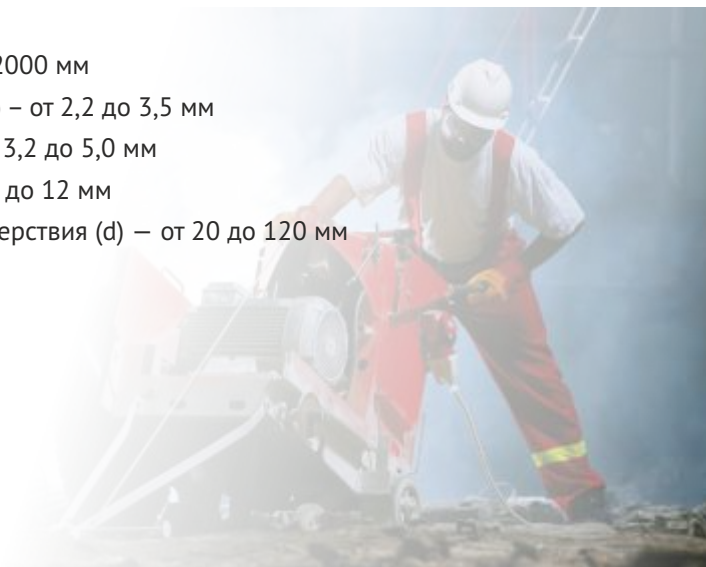 2000 мм
– от 2,2 до 3,5 мм
3,2 до 5,0 мм
до 12 мм
ерствия (d) — от 20 до 120 мм